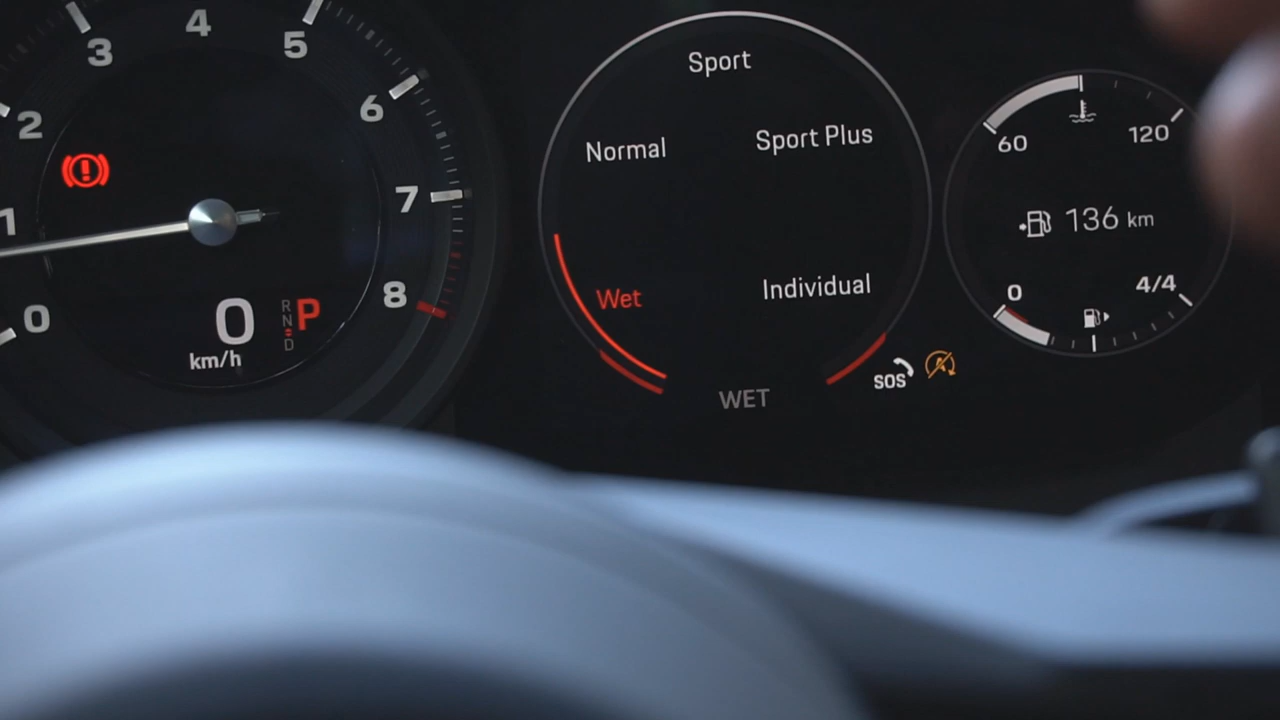 0
1
2
3
4
5
6
7
8
0
km/h
R
N
D
P
Sport
Normal
Sport Plus
Wet
Individual
WET
SOS
60
120
136 km
0
4/4